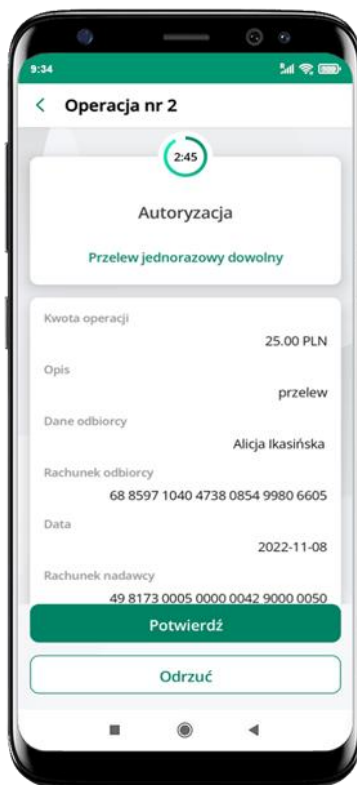 9:34
Operacja nr 2
2:45
Autoryzacja
Przelew jednorazowy dowolny
Kwota operacji
25.00 PLN
Opis
przelew
Dane odbiorcy
Alicja Ikasińska
Rachunek odbiorcy
68 8597 1040 4738 0854 9980 6605
Data
2022-11-08
Rachunek nadawcy
49 8173 0005 0000 0042 9000 0050
Potwierdź
Odrzuć